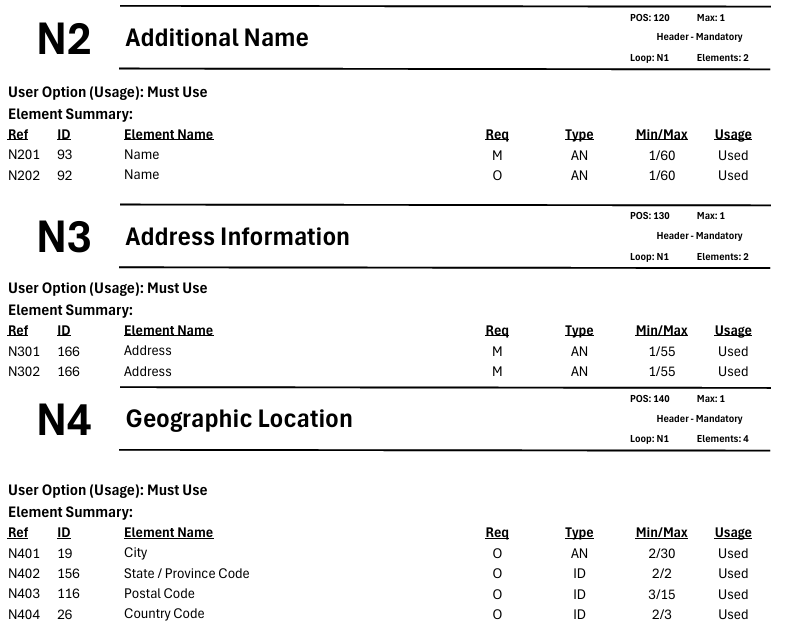 N2 Additional Name POS: 120 Max: 1
Header - Mandatory
Loop: N1 Elements: 2
User Option (Usage): Must Use
Element Summary:
Ref ID Element Name Req Type Min/Max Usage
N201 93 Name M AN 1/60 Used
N202 92 Name O AN 1/60 Used
N3 Address Information POS: 130 Max: 1
Header - Mandatory
Loop: N1 Elements: 2
User Option (Usage): Must Use
Element Summary:
Ref ID Element Name Req Type Min/Max Usage
N301 166 Address M AN 1/55 Used
N302 166 Address M AN 1/55 Used
N4 Geographic Location POS: 140 Max: 1
Header - Mandatory
Loop: N1 Elements: 4
User Option (Usage): Must Use
Element Summary:
Ref ID Element Name Req Type Min/Max Usage
N401 19 City O AN 2/30 Used
N402 156 State / Province Code O ID 2/2 Used
N403 116 Postal Code O ID 3/15 Used
N404 26 Country Code O ID 2/3 Used